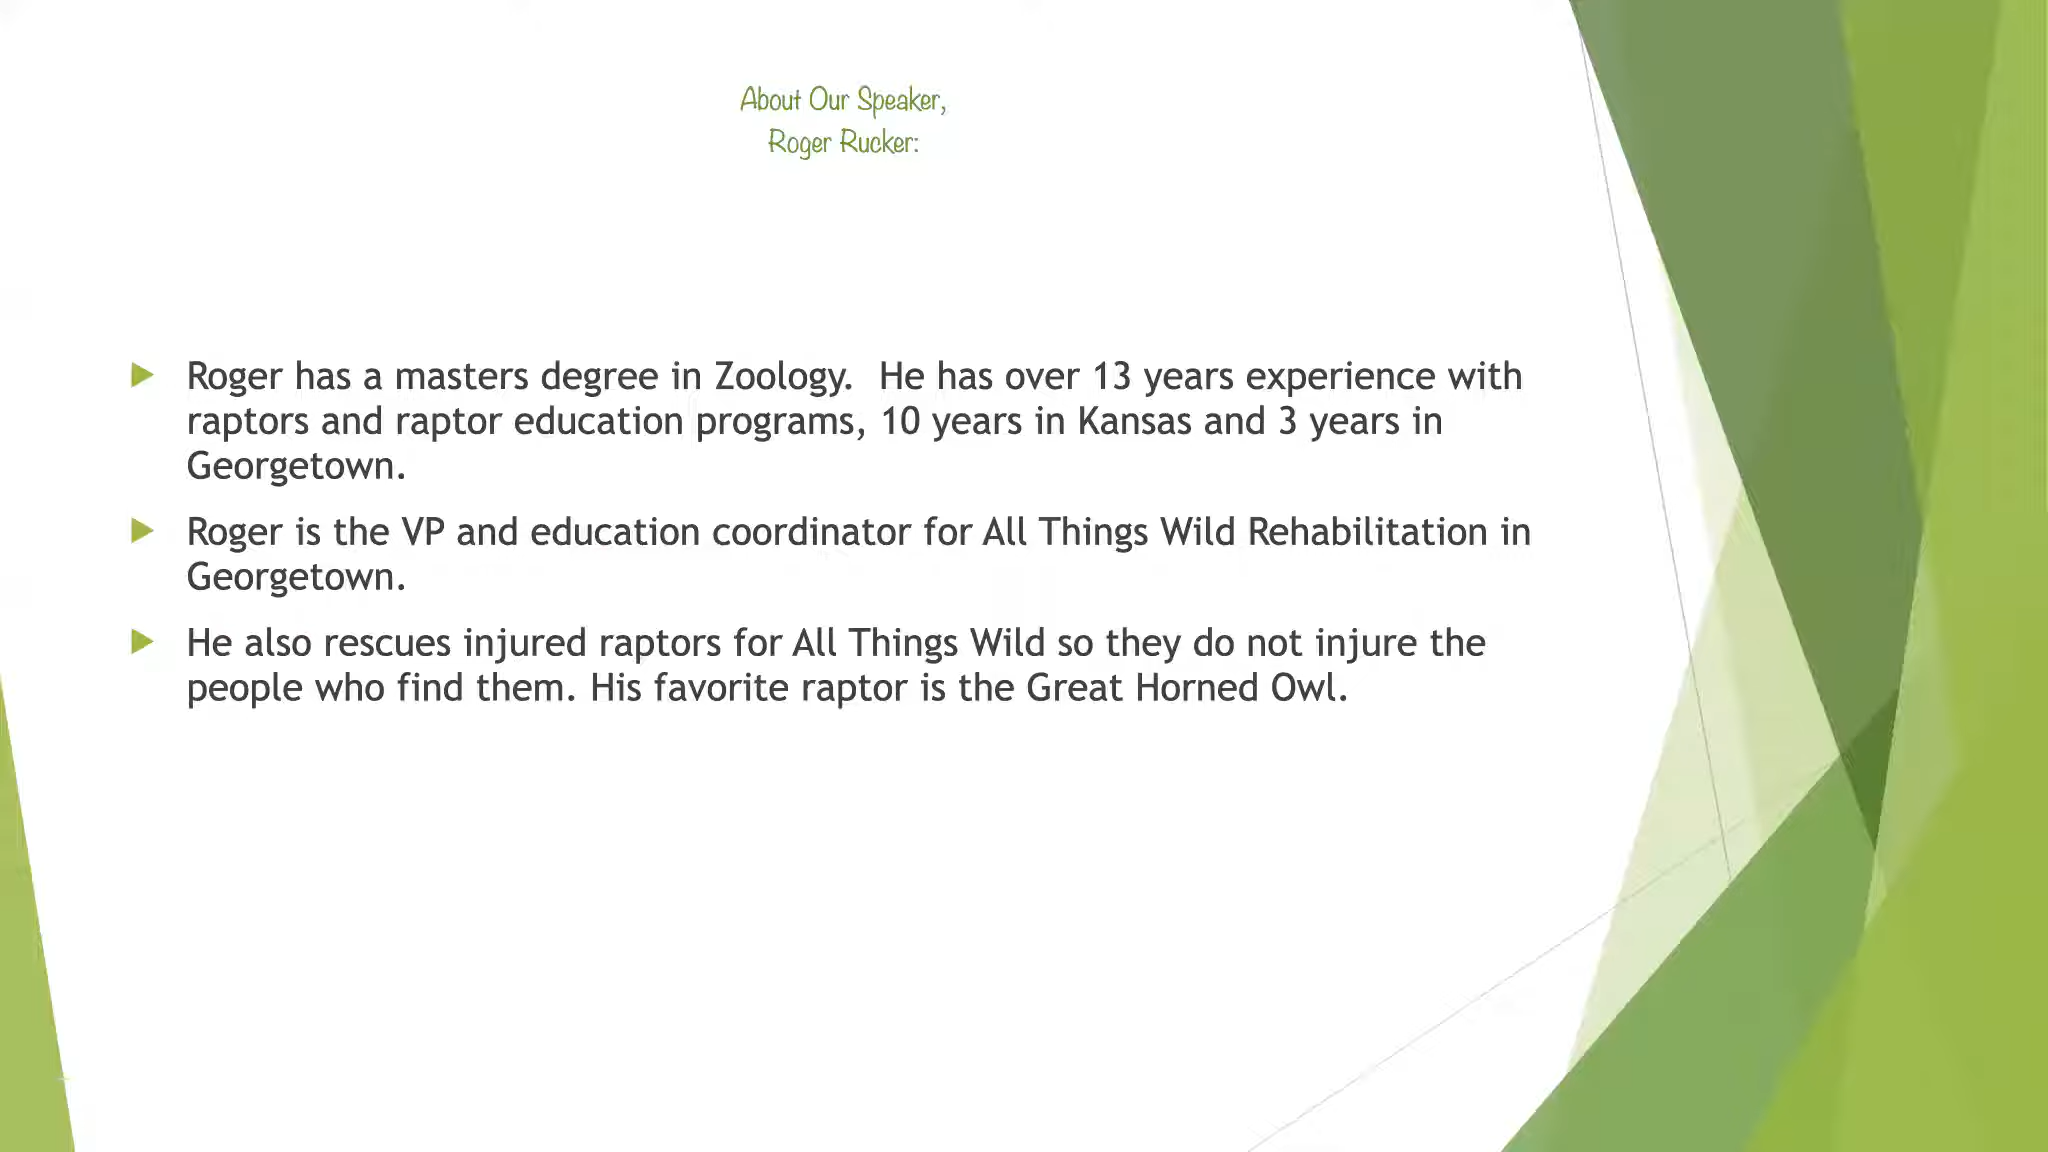 About Our Speaker,
Roger Rucker:
Roger has a masters degree in Zoology.  He has over 13 years experience with
raptors and raptor education programs, 10 years in Kansas and 3 years in
Georgetown.
Roger is the VP and education coordinator for All Things Wild Rehabilitation in
Georgetown.
He also rescues injured raptors for All Things Wild so they do not injure the
people who find them. His favorite raptor is the Great Horned Owl.